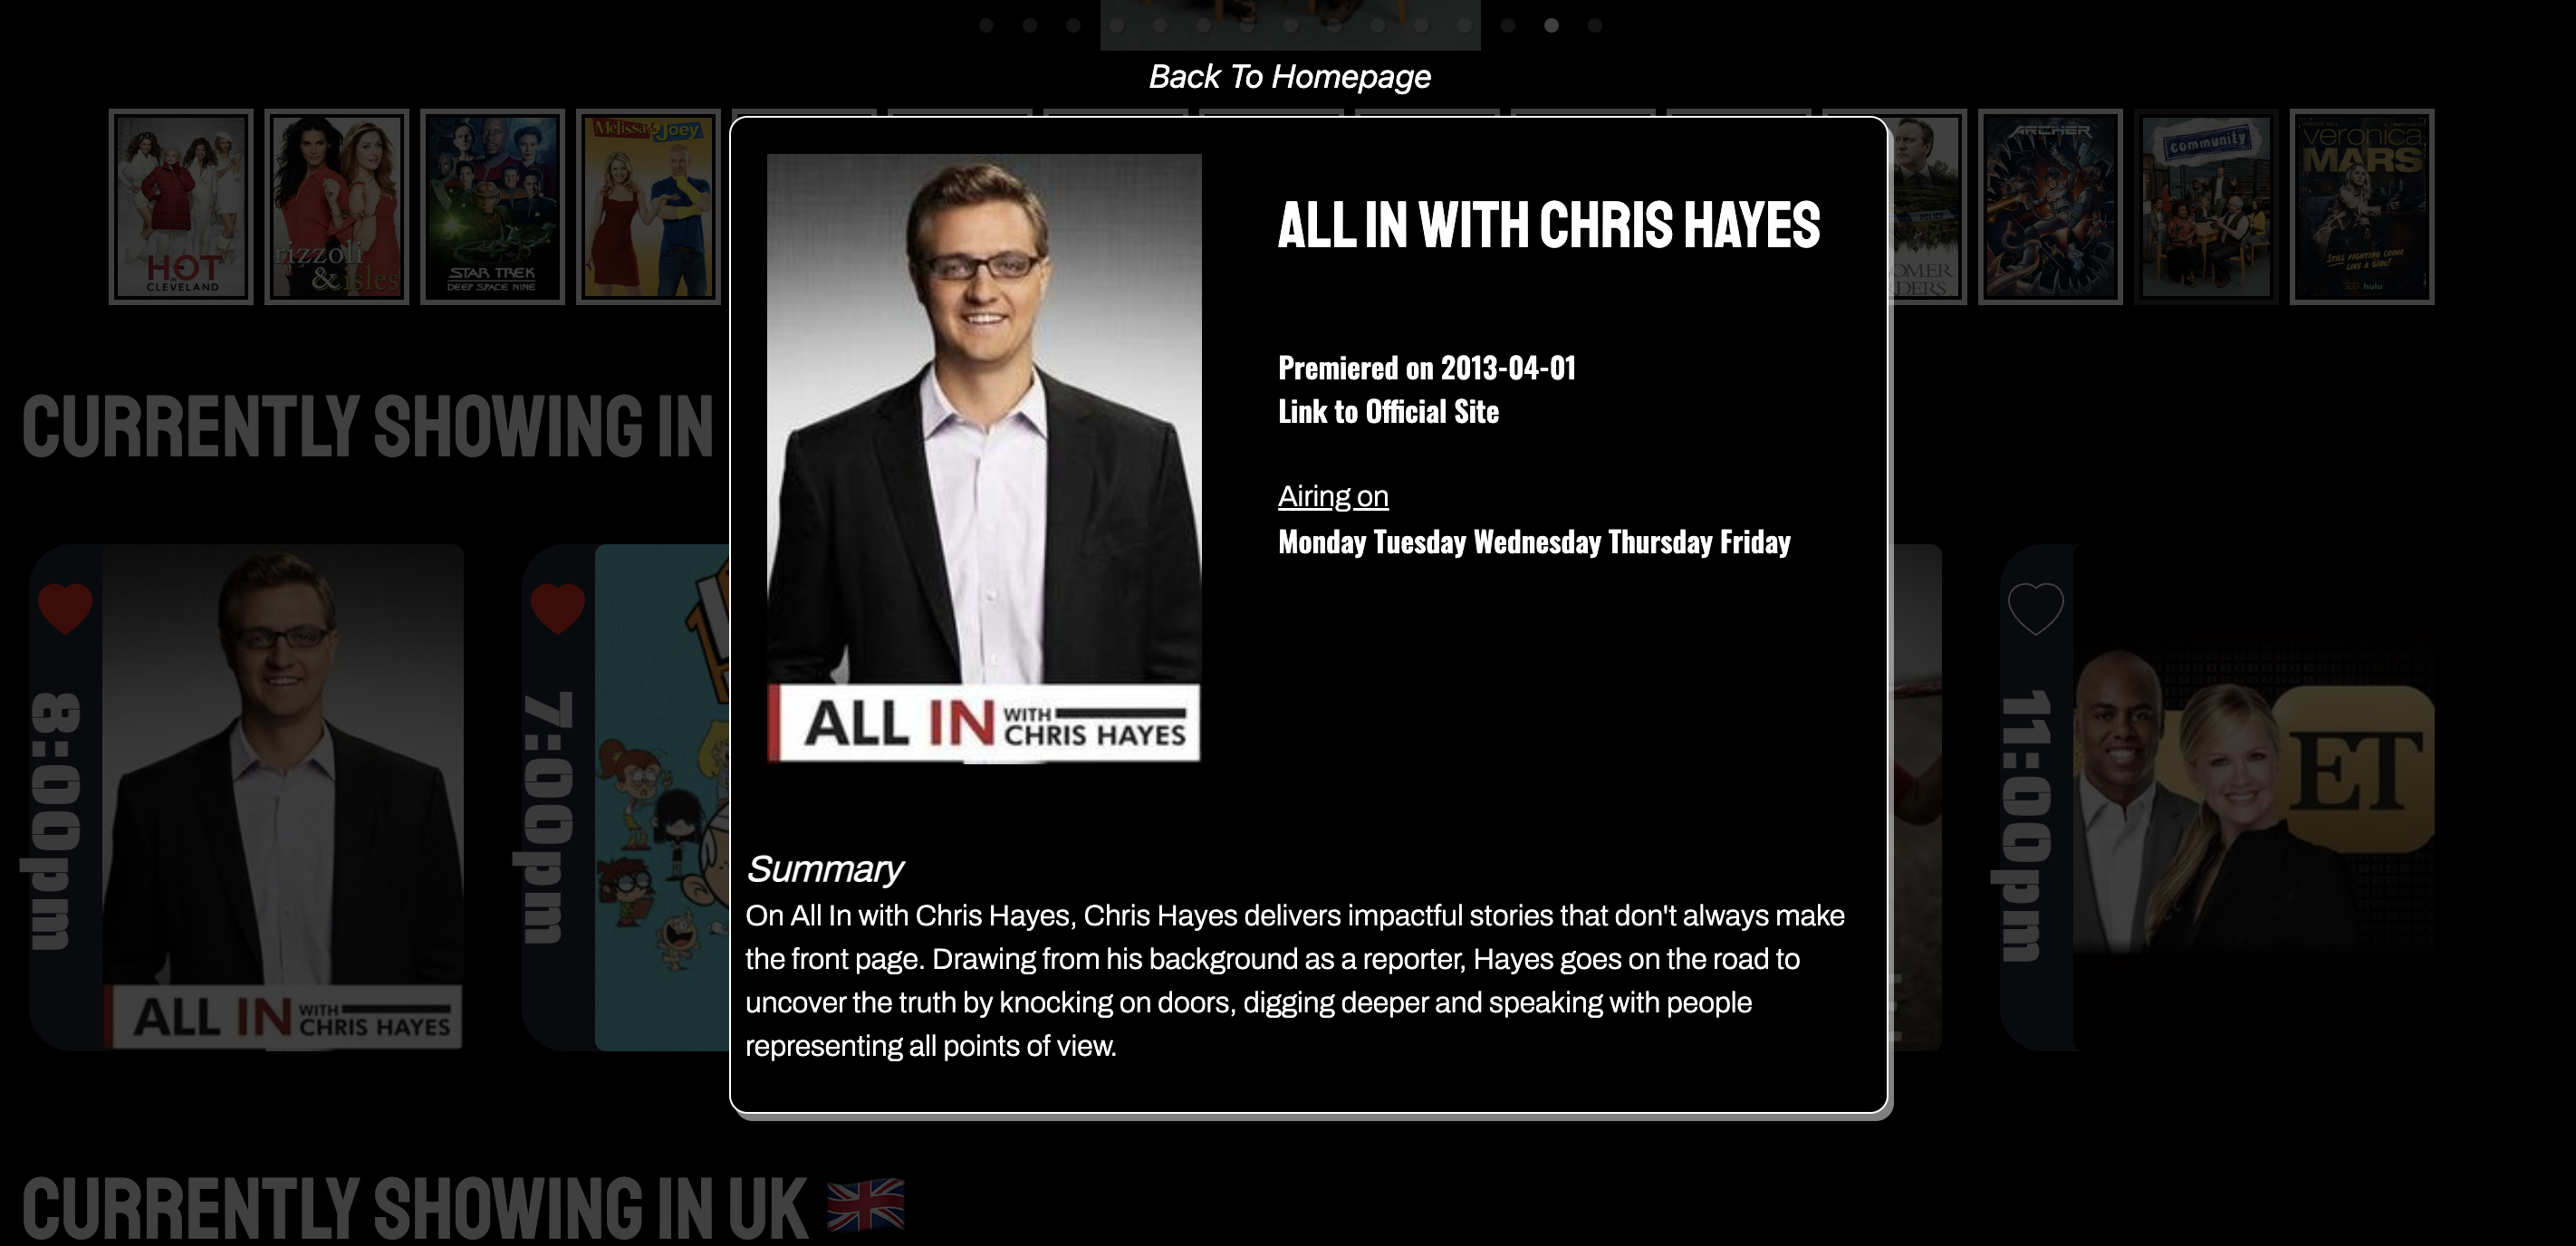 Back To Homepage
HOT
CLEVELAND
rizzoli
& isles
STAR TREK
DEEP SPACE NINE
Melissa & Joey
ARCHER
community
veronica
MARS
STILL FIGHTING CRIME
LIKE A GIRL!
hulu
ALL IN WITH CHRIS HAYES
Premiered on 2013-04-01
Link to Official Site
Airing on
Monday Tuesday Wednesday Thursday Friday
ALL IN WITH
CHRIS HAYES
Summary
On All In with Chris Hayes, Chris Hayes delivers impactful stories that don't always make
the front page. Drawing from his background as a reporter, Hayes goes on the road to
uncover the truth by knocking on doors, digging deeper and speaking with people
representing all points of view.
CURRENTLY SHOWING IN
8:00pm
ALL IN WITH
CHRIS HAYES
7:00pm
11:00pm
ET
CURRENTLY SHOWING IN UK